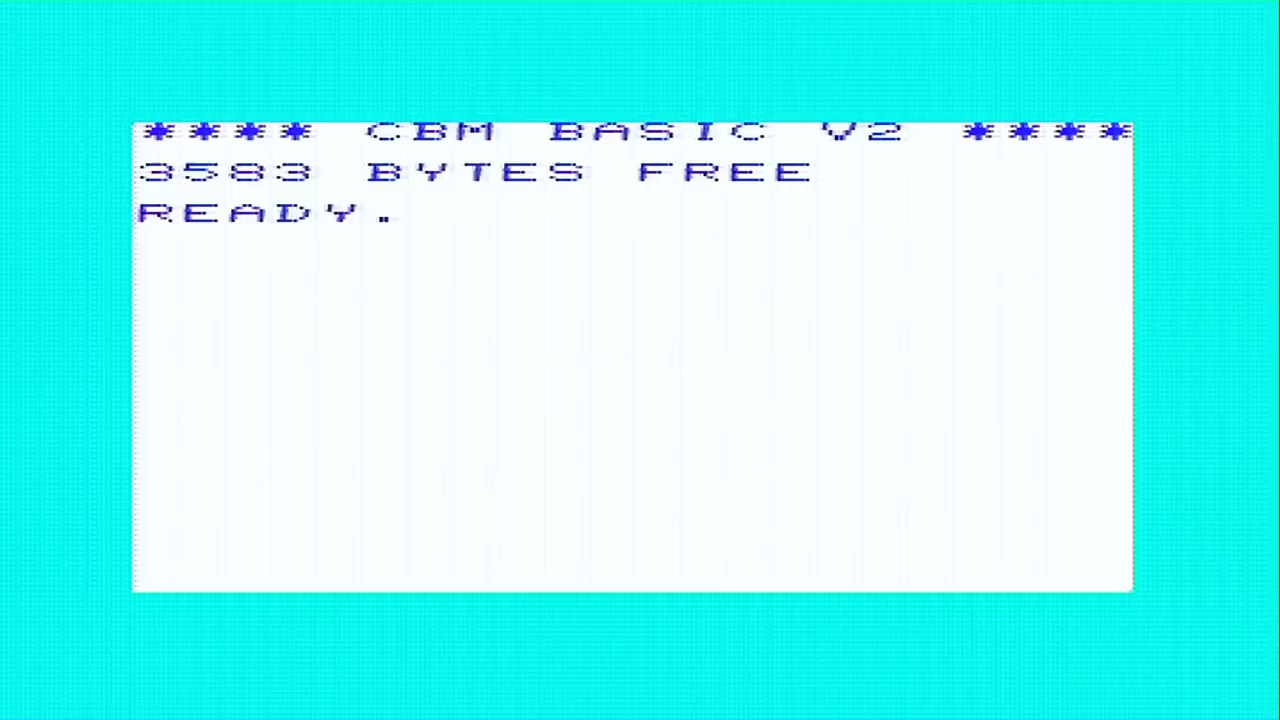 **** CBM BASIC V2 ****
3583 BYTES FREE
READY.